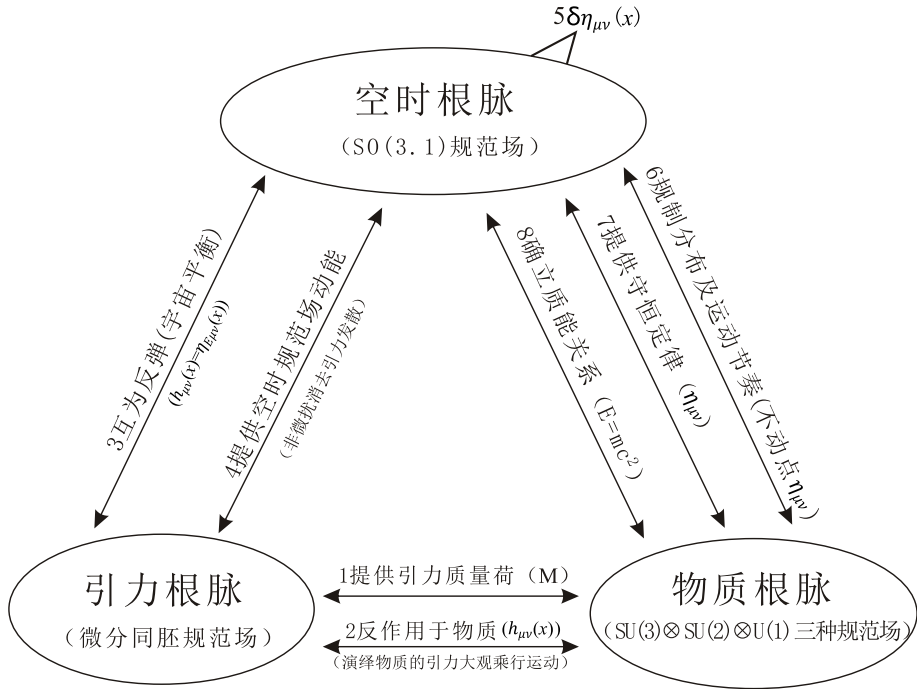 5δημν(x)
空时根脉
(SO(3.1)规范场)
3互为反弹(宇宙平衡)
(hμν(x)=ηEμν(x))
4提供空时规范场动能
(非微扰消去引力发散)
8确立质能关系(E=mc²)
7提供守恒定律(ημν)
6规制分布及运动节奏(不动点ημν)
引力根脉
(微分同胚规范场)
1提供引力质量荷(M)
2反作用于物质(hμν(x))
(演绎物质的引力大观乘行运动)
物质根脉
(SU(3)⊗SU(2)⊗U(1)三种规范场)